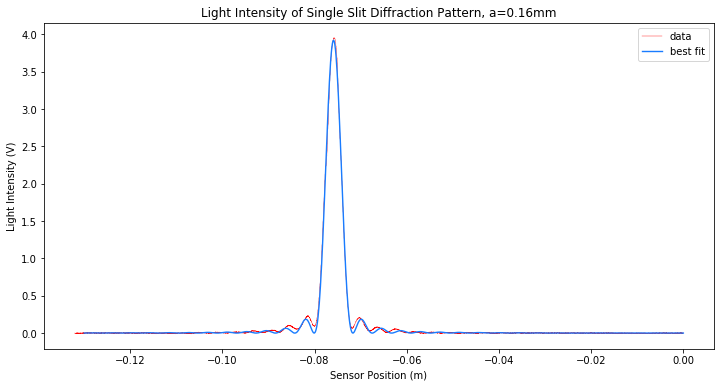 Light Intensity of Single Slit Diffraction Pattern, a=0.16mm
data
best fit
4.0
3.5
3.0
2.5
2.0
1.5
1.0
0.5
0.0
Light Intensity (V)
−0.12 −0.10 −0.08 −0.06 −0.04 −0.02 0.00
Sensor Position (m)